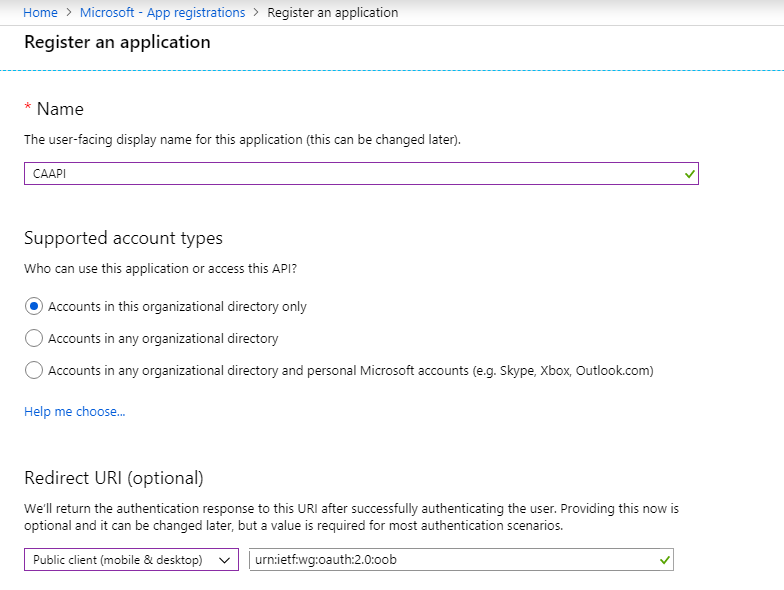 Home > Microsoft - App registrations > Register an application
Register an application
* Name
The user-facing display name for this application (this can be changed later).
CAAPI
Supported account types
Who can use this application or access this API?
Accounts in this organizational directory only
Accounts in any organizational directory
Accounts in any organizational directory and personal Microsoft accounts (e.g. Skype, Xbox, Outlook.com)
Help me choose...
Redirect URI (optional)
We'll return the authentication response to this URI after successfully authenticating the user. Providing this now is
optional and it can be changed later, but a value is required for most authentication scenarios.
Public client (mobile & desktop) urn:ietf:wg:oauth:2.0:oob